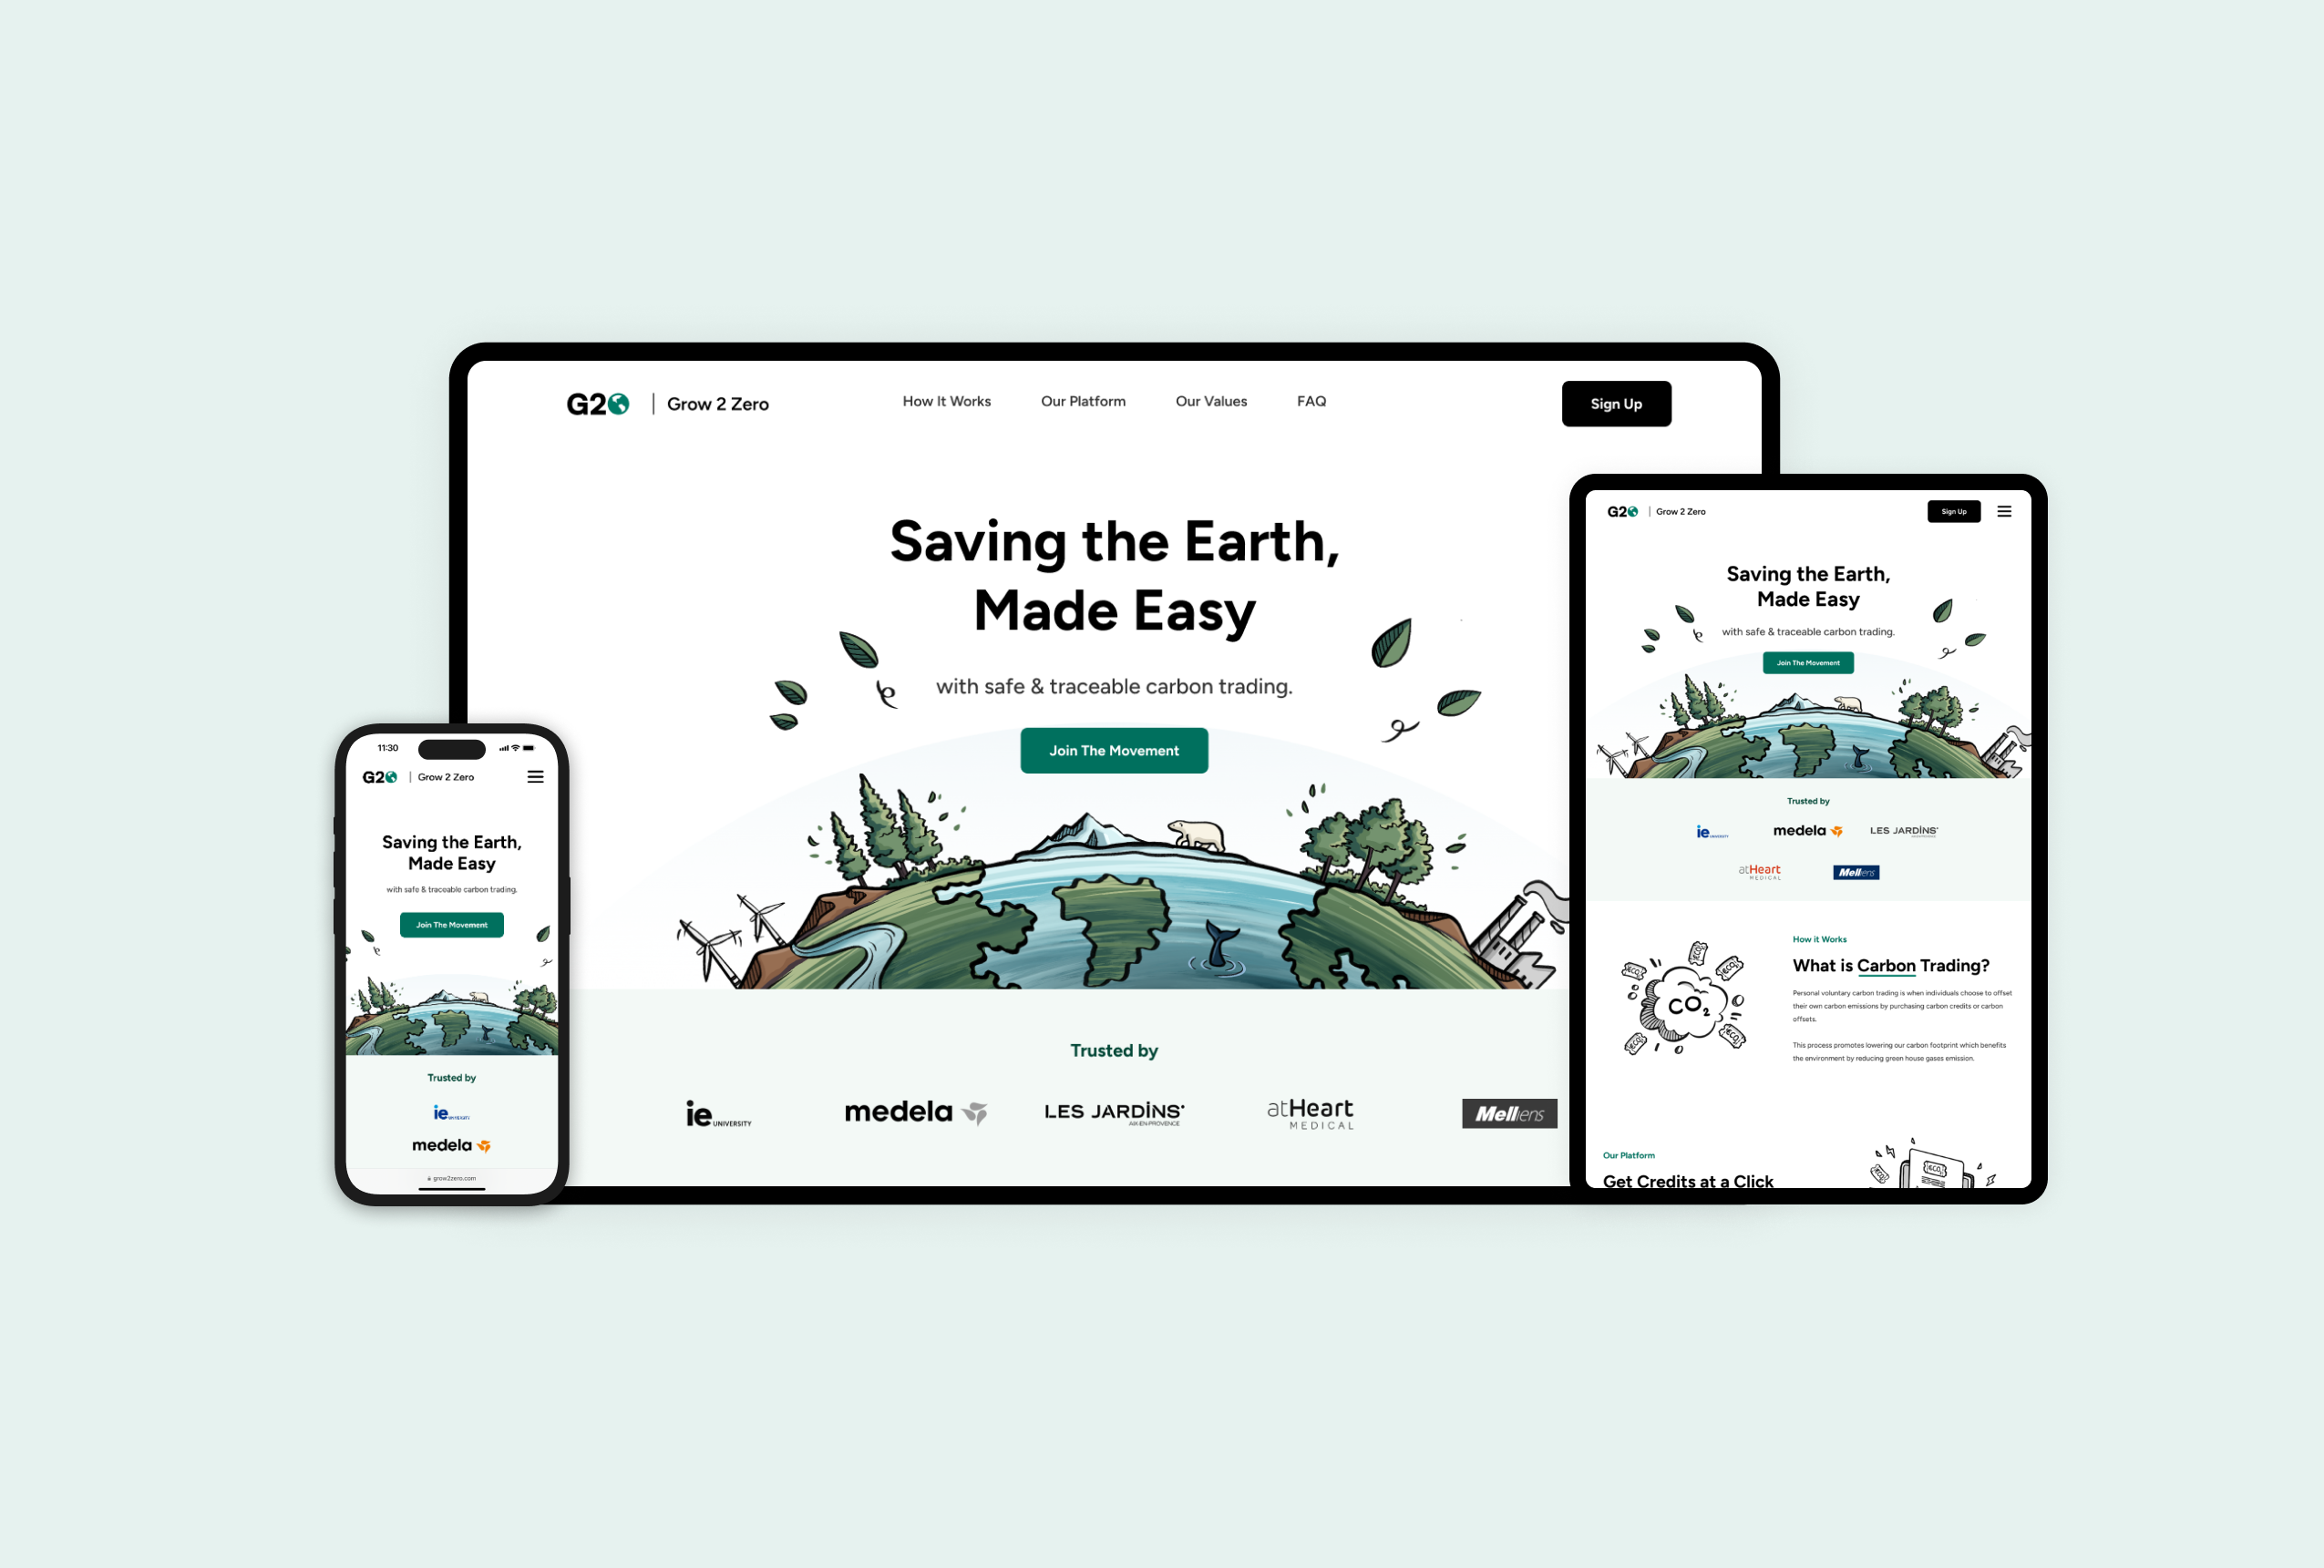 G2
Grow 2 Zero
How It Works
Our Platform
Our Values
FAQ
Sign Up
Saving the Earth,
Made Easy
with safe & traceable carbon trading.
Join The Movement
Trusted by
ie UNIVERSITY
medela
LES JARDINS
AIX-EN-PROVENCE
atHeart
MEDICAL
Mellens
11:30
G2
Grow 2 Zero
Saving the Earth,
Made Easy
with safe & traceable carbon trading.
Join The Movement
Trusted by
ie UNIVERSITY
medela
grow2zero.com
G2
Grow 2 Zero
Sign Up
Saving the Earth,
Made Easy
with safe & traceable carbon trading.
Join The Movement
Trusted by
ie UNIVERSITY
medela
LES JARDINS
atHeart
MEDICAL
Mellens
CO2
How it Works
What is Carbon Trading?
Personal voluntary carbon trading is when individuals choose to offset
their own carbon emissions by purchasing carbon credits or carbon
offsets.
This process promotes lowering our carbon footprint which benefits
the environment by reducing green house gases emission.
Our Platform
Get Credits at a Click